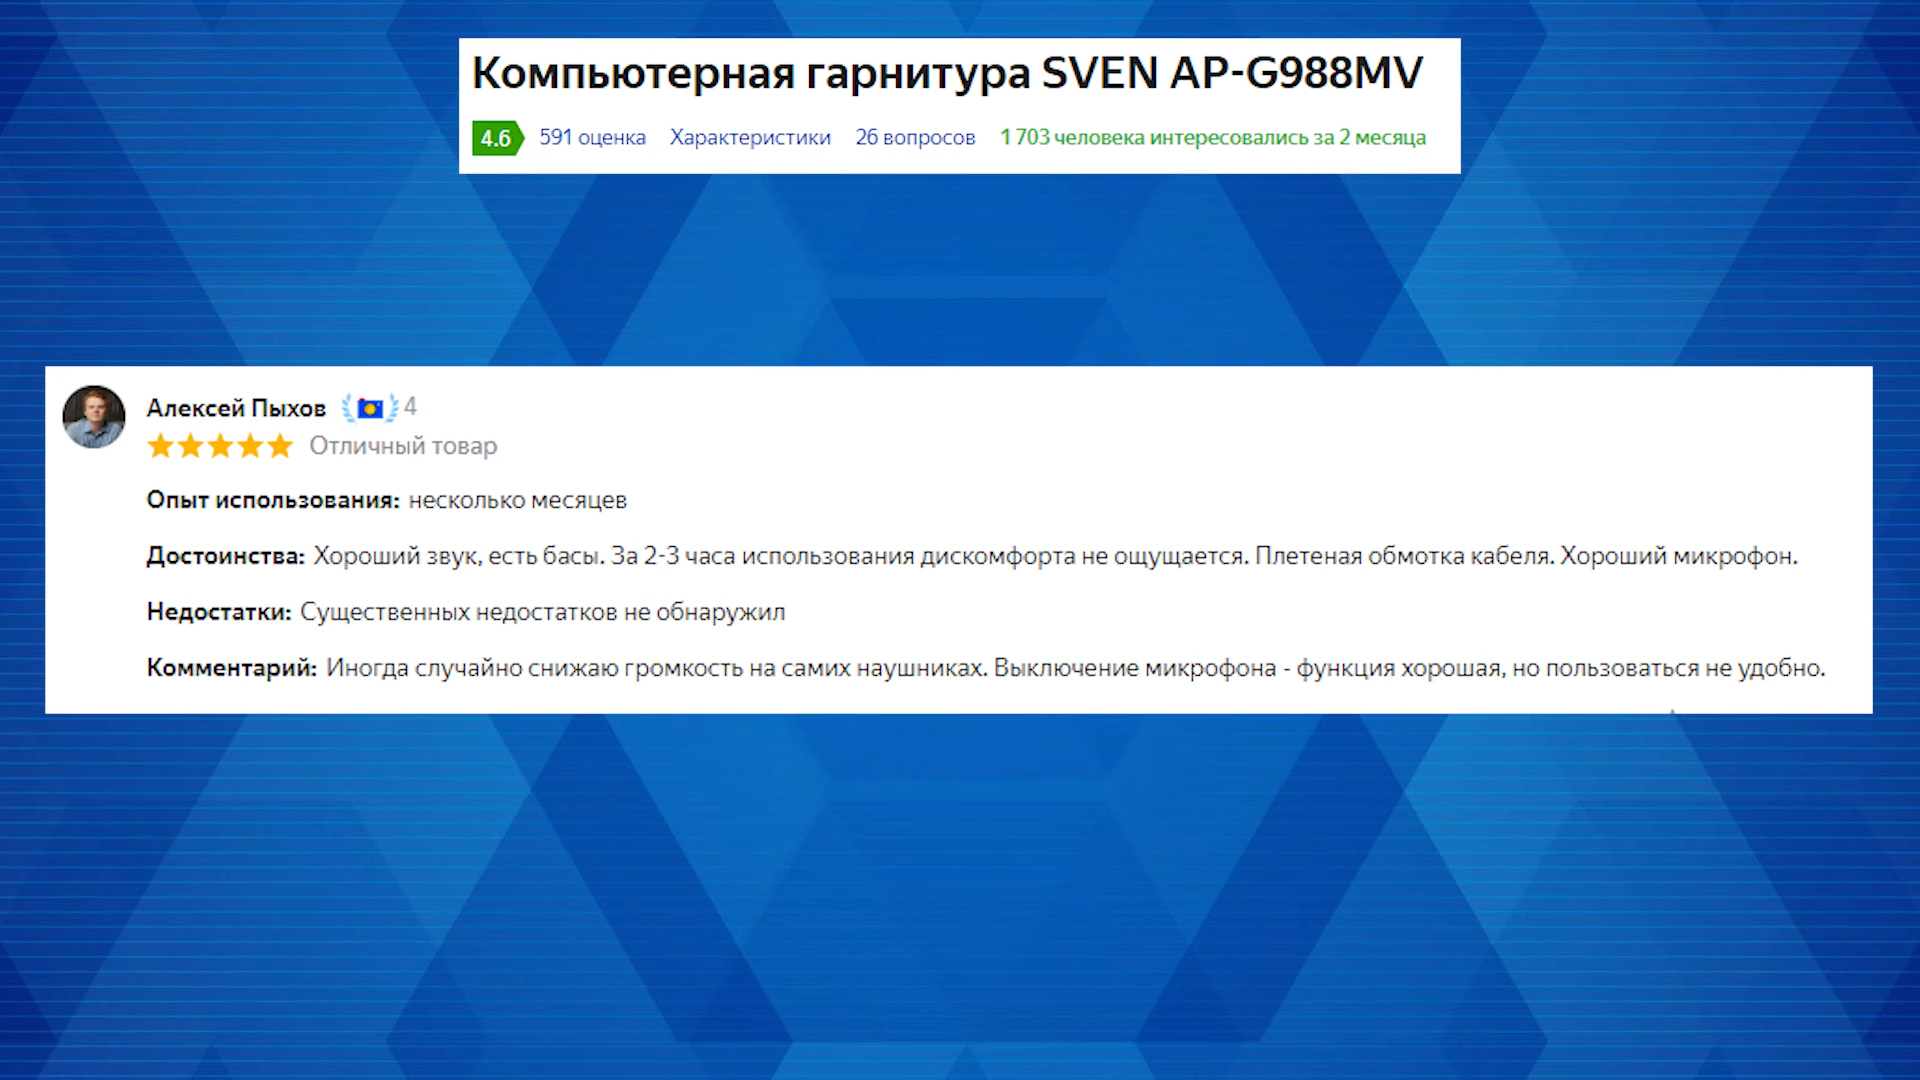 Компьютерная гарнитура SVEN AP-G988MV
4.6 591 оценка Характеристики 26 вопросов 1 703 человека интересовались за 2 месяца
Алексей Пыхов 4
Отличный товар
Опыт использования: несколько месяцев
Достоинства: Хороший звук, есть басы. За 2-3 часа использования дискомфорта не ощущается. Плетеная обмотка кабеля. Хороший микрофон.
Недостатки: Существенных недостатков не обнаружил
Комментарий: Иногда случайно снижаю громкость на самих наушниках. Выключение микрофона - функция хорошая, но пользоваться не удобно.